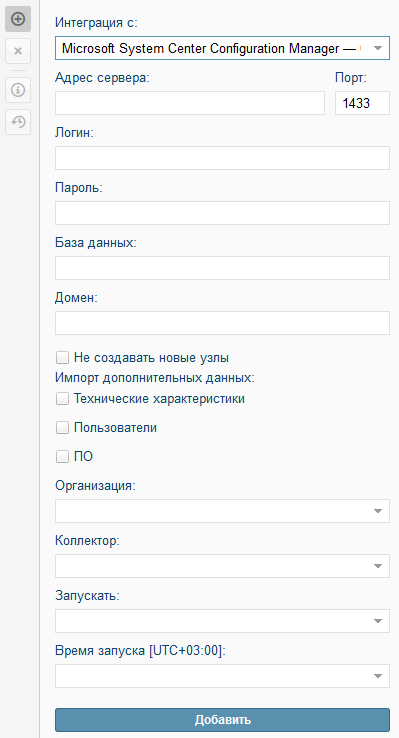 Интеграция с:
Microsoft System Center Configuration Manager —
Адрес сервера: Порт:
1433
Логин:
Пароль:
База данных:
Домен:
Не создавать новые узлы
Импорт дополнительных данных:
Технические характеристики
Пользователи
ПО
Организация:
Коллектор:
Запускать:
Время запуска [UTC+03:00]:
Добавить